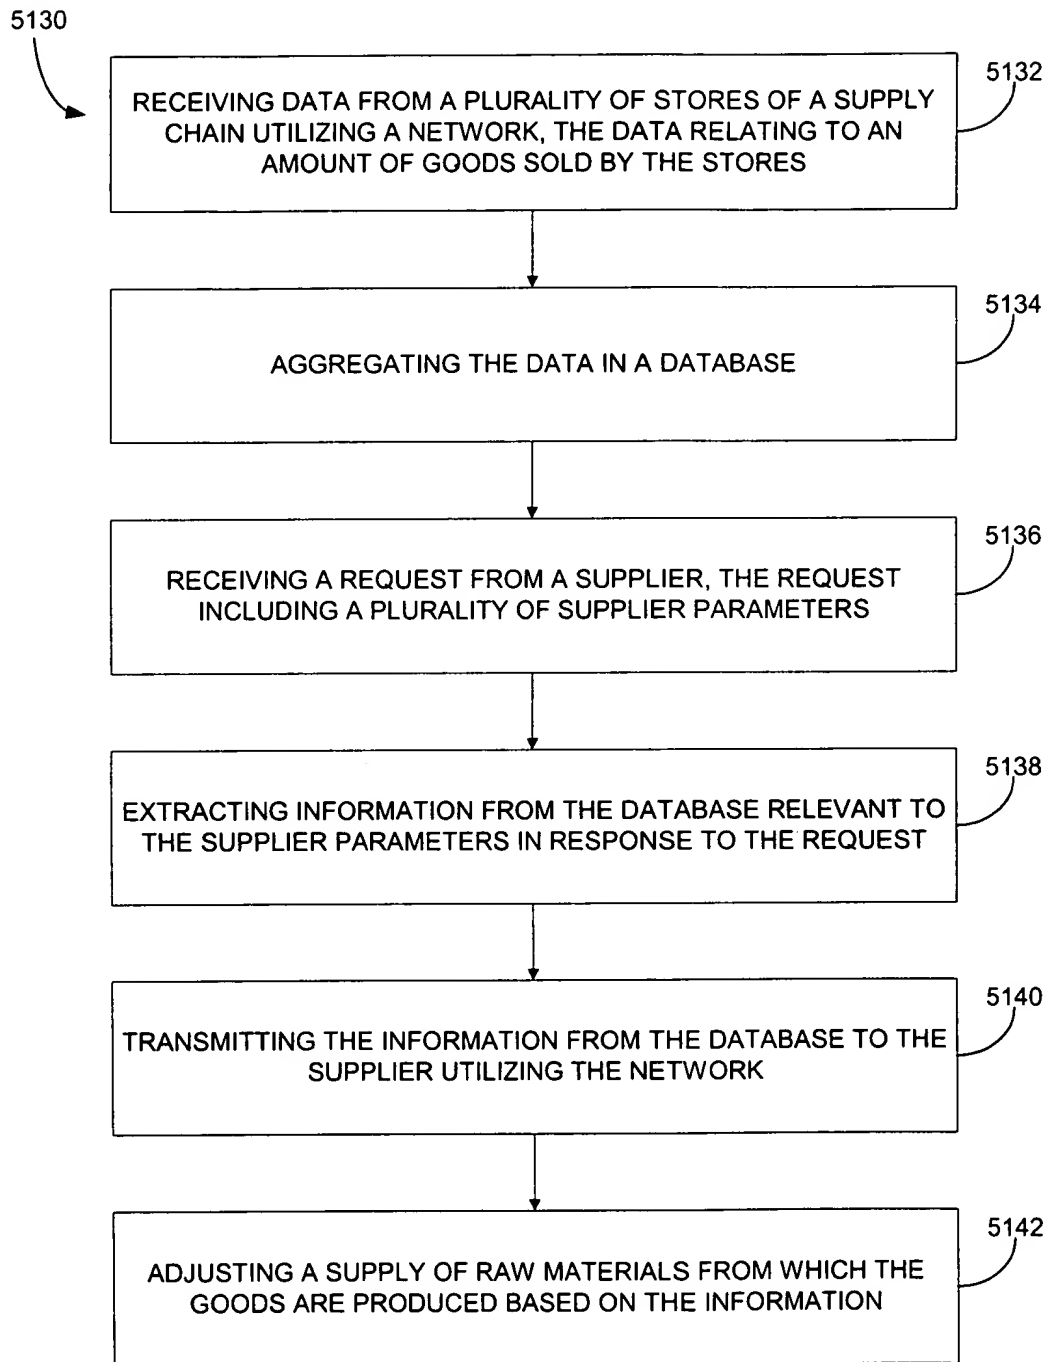 5130
5132
RECEIVING DATA FROM A PLURALITY OF STORES OF A SUPPLY
CHAIN UTILIZING A NETWORK, THE DATA RELATING TO AN
AMOUNT OF GOODS SOLD BY THE STORES
5134
AGGREGATING THE DATA IN A DATABASE
5136
RECEIVING A REQUEST FROM A SUPPLIER, THE REQUEST
INCLUDING A PLURALITY OF SUPPLIER PARAMETERS
5138
EXTRACTING INFORMATION FROM THE DATABASE RELEVANT TO
THE SUPPLIER PARAMETERS IN RESPONSE TO THE REQUEST
5140
TRANSMITTING THE INFORMATION FROM THE DATABASE TO THE
SUPPLIER UTILIZING THE NETWORK
5142
ADJUSTING A SUPPLY OF RAW MATERIALS FROM WHICH THE
GOODS ARE PRODUCED BASED ON THE INFORMATION